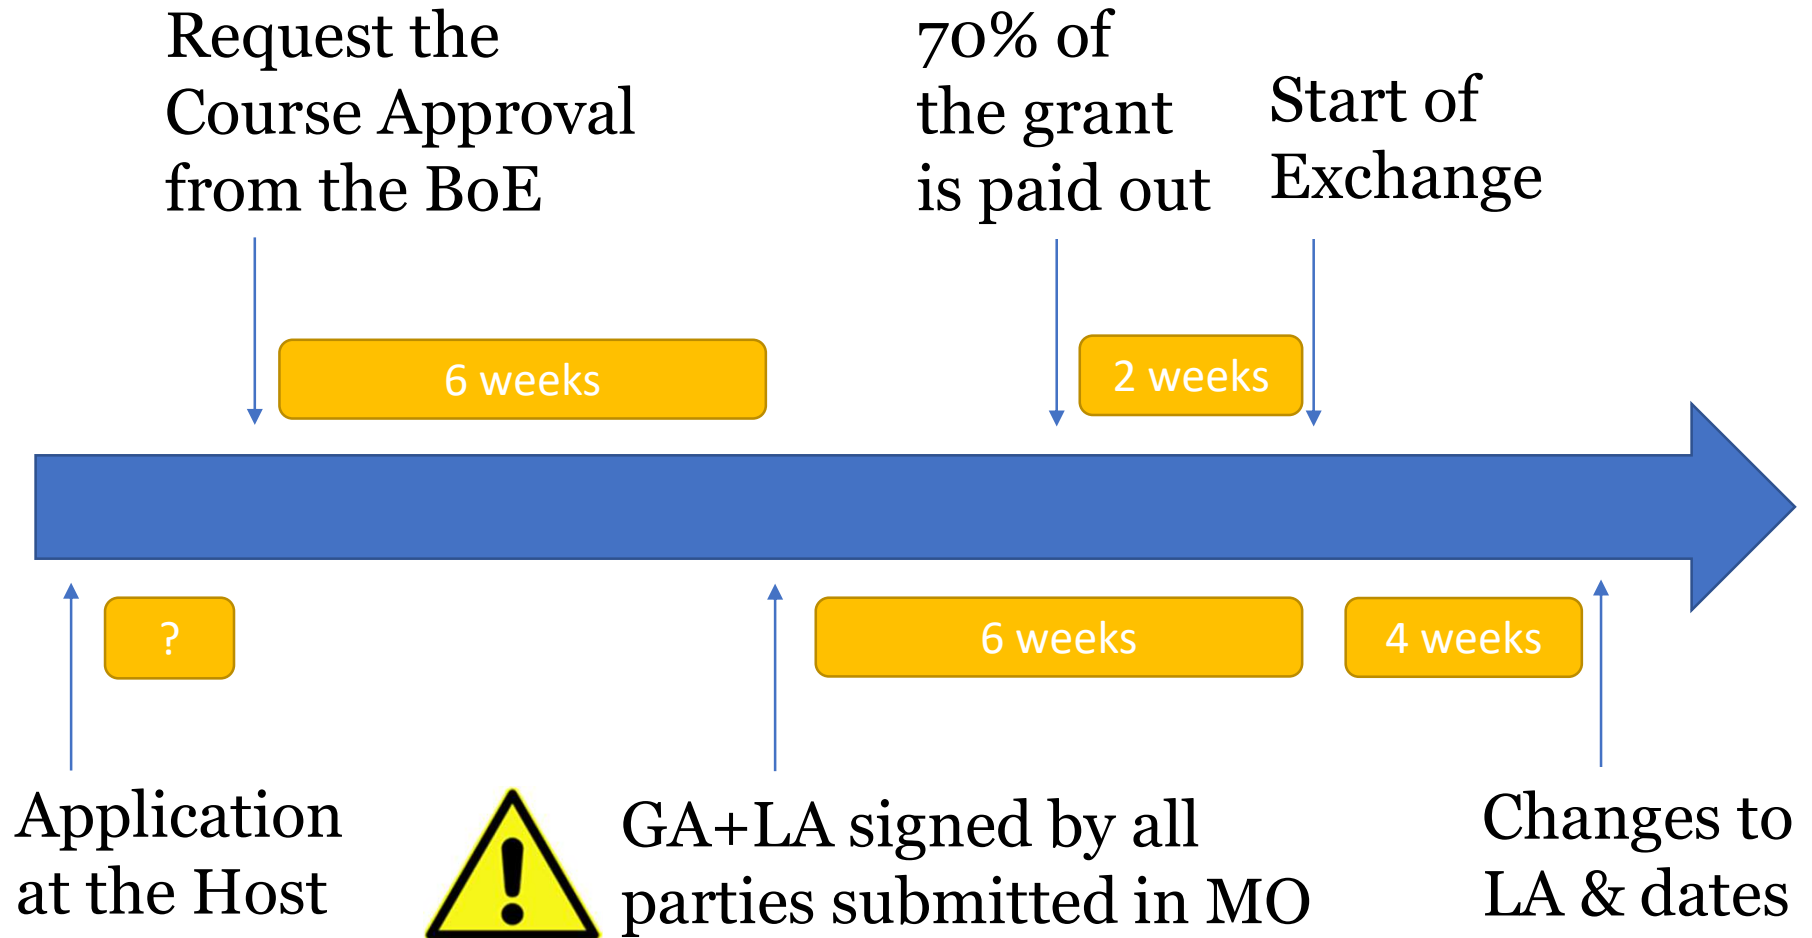 Request the
Course Approval
from the BoE
70% of
the grant
is paid out
Start of
Exchange
6 weeks
2 weeks
?
6 weeks
4 weeks
Application
at the Host
!
GA+LA signed by all
parties submitted in MO
Changes to
LA & dates